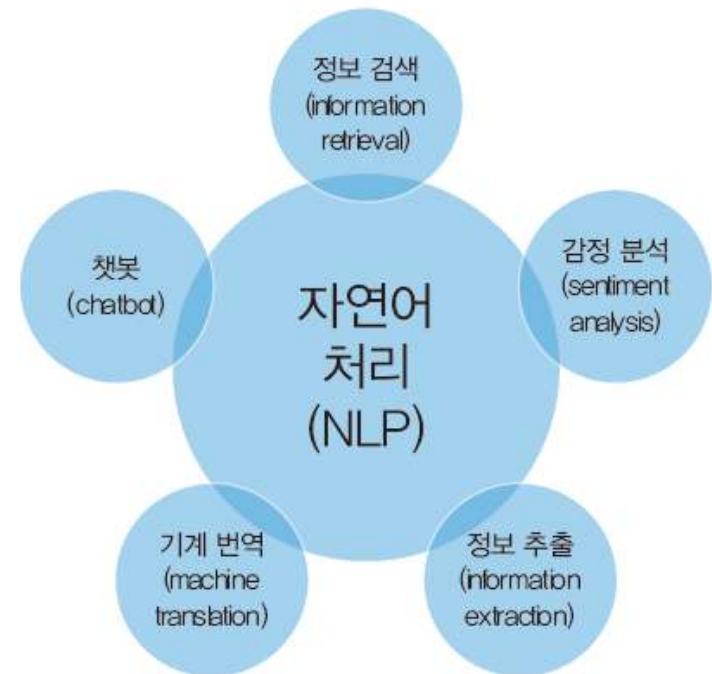 정보 검색
(information
retrieval)
챗봇
(chatbot)
감정 분석
(sentiment
analysis)
자연어
처리
(NLP)
기계 번역
(machine
translation)
정보 추출
(information
extraction)